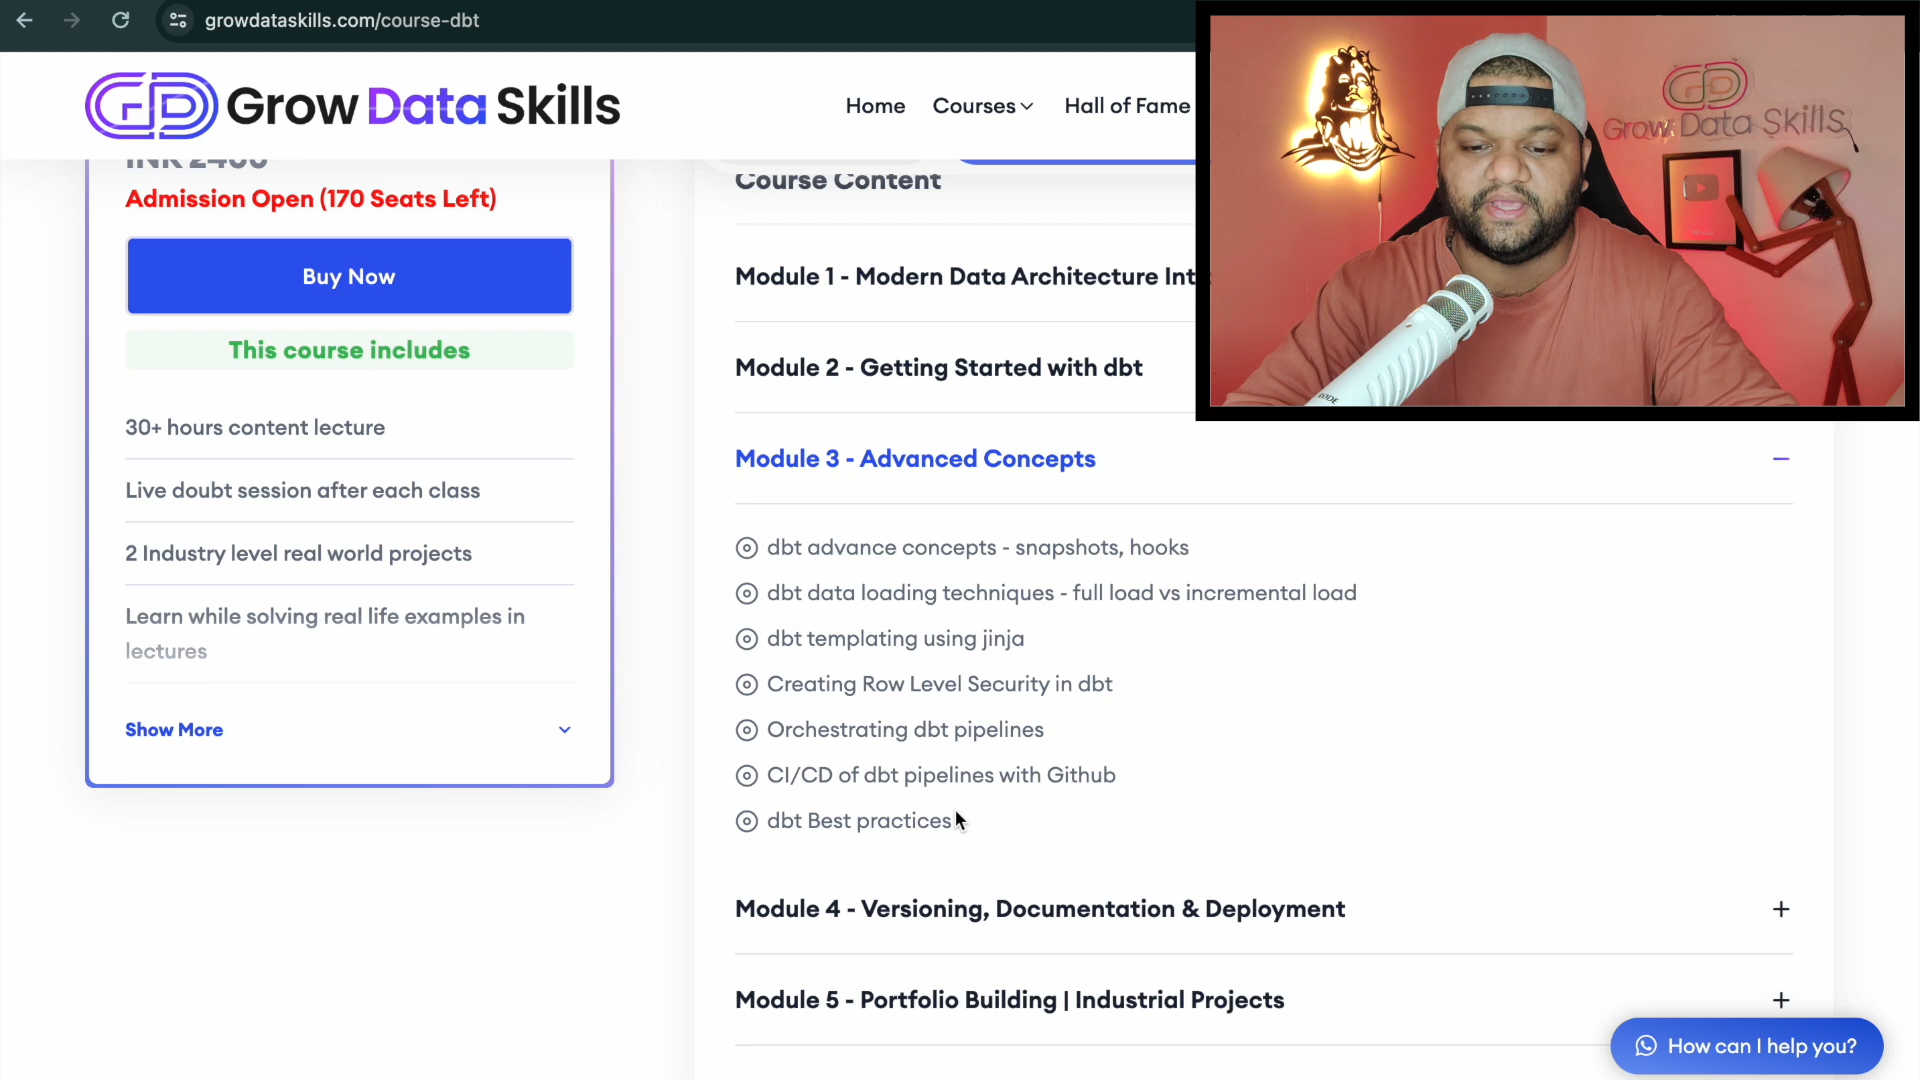 growdataskills.com/course-dbt
Grow Data Skills
Home
Courses
Hall of Fame
Admission Open (170 Seats Left)
Buy Now
This course includes
30+ hours content lecture
Live doubt session after each class
2 Industry level real world projects
Learn while solving real life examples in
lectures
Show More
Course Content
Module 1 - Modern Data Architecture Int
Module 2 - Getting Started with dbt
Module 3 - Advanced Concepts
dbt advance concepts - snapshots, hooks
dbt data loading techniques - full load vs incremental load
dbt templating using jinja
Creating Row Level Security in dbt
Orchestrating dbt pipelines
CI/CD of dbt pipelines with Github
dbt Best practices
Module 4 - Versioning, Documentation & Deployment
Module 5 - Portfolio Building | Industrial Projects
How can I help you?
Grow Data Skills
RODE